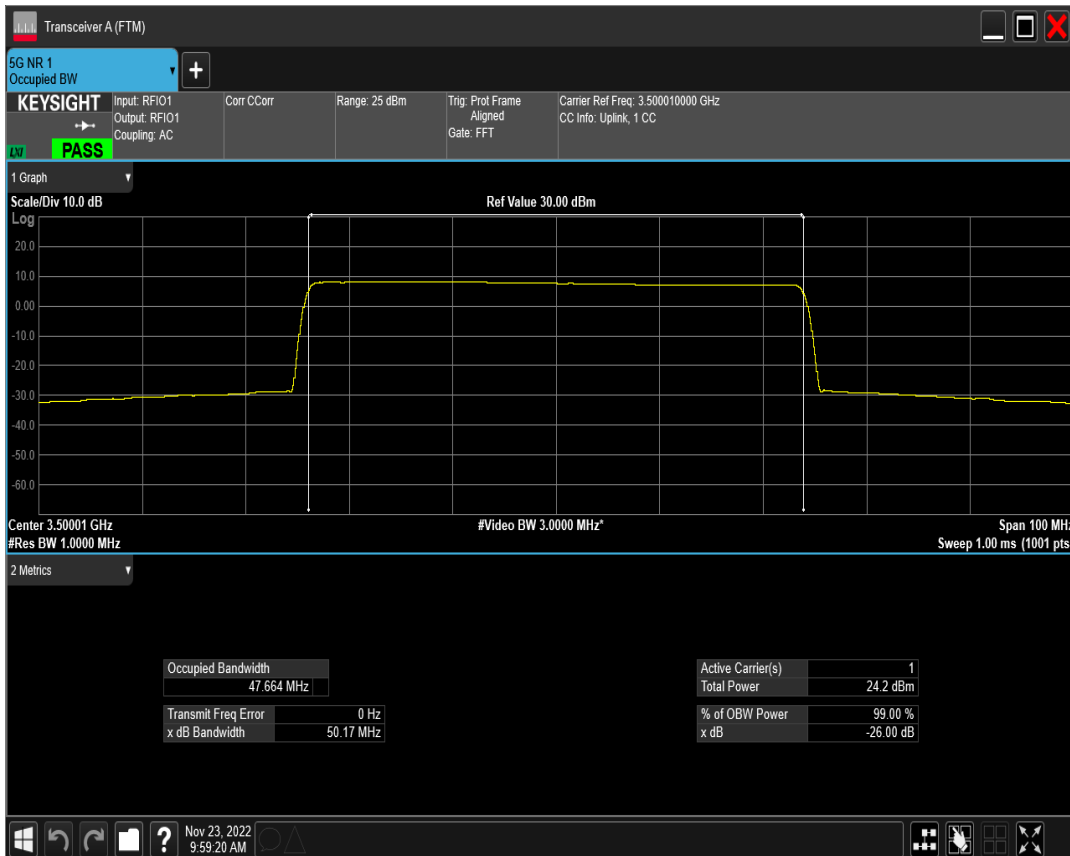 Transceiver A (FTM)
5G NR 1
Occupied BW
+
KEYSIGHT
LXI
PASS
Input: RFIO1
Output: RFIO1
Coupling: AC
Corr CCorr
Range: 25 dBm
Trig: Prot Frame
Aligned
Gate: FFT
Carrier Ref Freq: 3.500010000 GHz
CC Info: Uplink, 1 CC
1 Graph
Scale/Div 10.0 dB
Ref Value 30.00 dBm
Log
20.0
10.0
0.00
-10.0
-20.0
-30.0
-40.0
-50.0
-60.0
Center 3.50001 GHz
#Video BW 3.0000 MHz*
Span 100 MHz
#Res BW 1.0000 MHz
Sweep 1.00 ms (1001 pts
2 Metrics
Occupied Bandwidth
47.664 MHz
Transmit Freq Error 0 Hz
x dB Bandwidth 50.17 MHz
Active Carrier(s) 1
Total Power 24.2 dBm
% of OBW Power 99.00 %
x dB -26.00 dB
?
Nov 23, 2022
9:59:20 AM